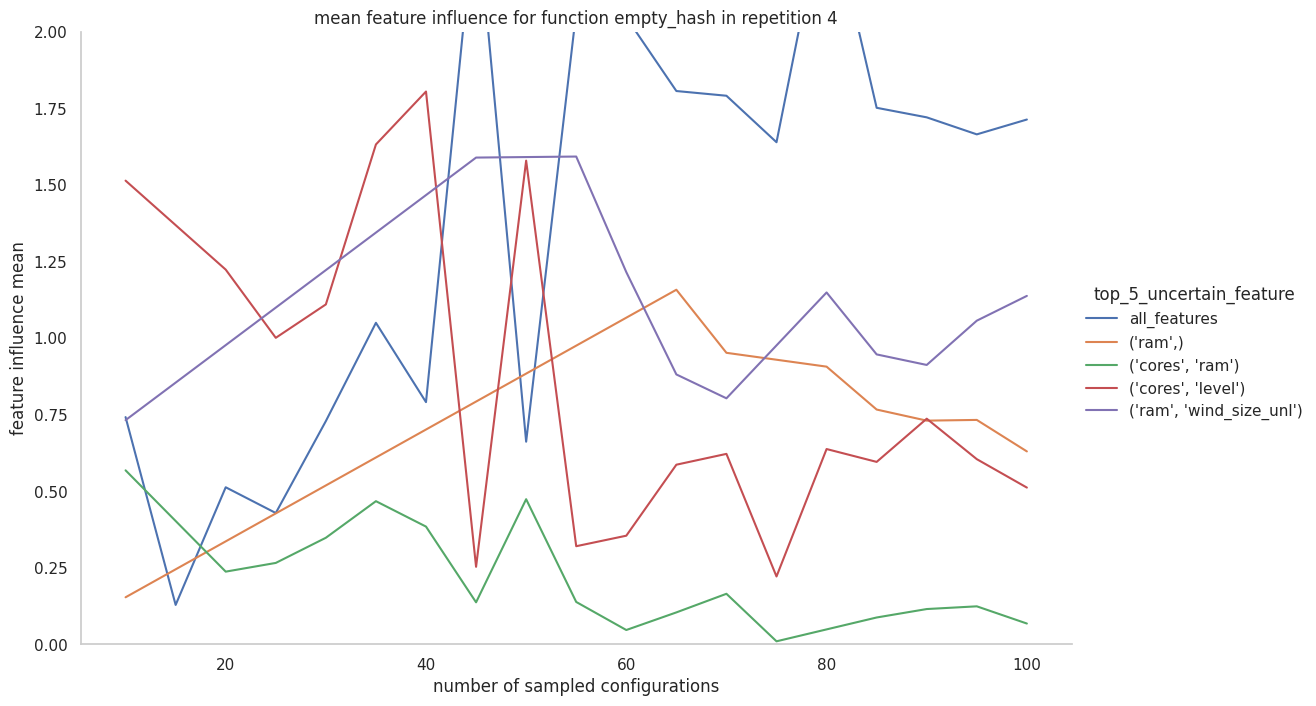 mean feature influence for function empty_hash in repetition 4
2.00
1.75
1.50
1.25
1.00
0.75
0.50
0.25
0.00
feature influence mean
20
40
60
80
100
number of sampled configurations
top_5_uncertain_feature
all_features
('ram',)
('cores', 'ram')
('cores', 'level')
('ram', 'wind_size_unl')